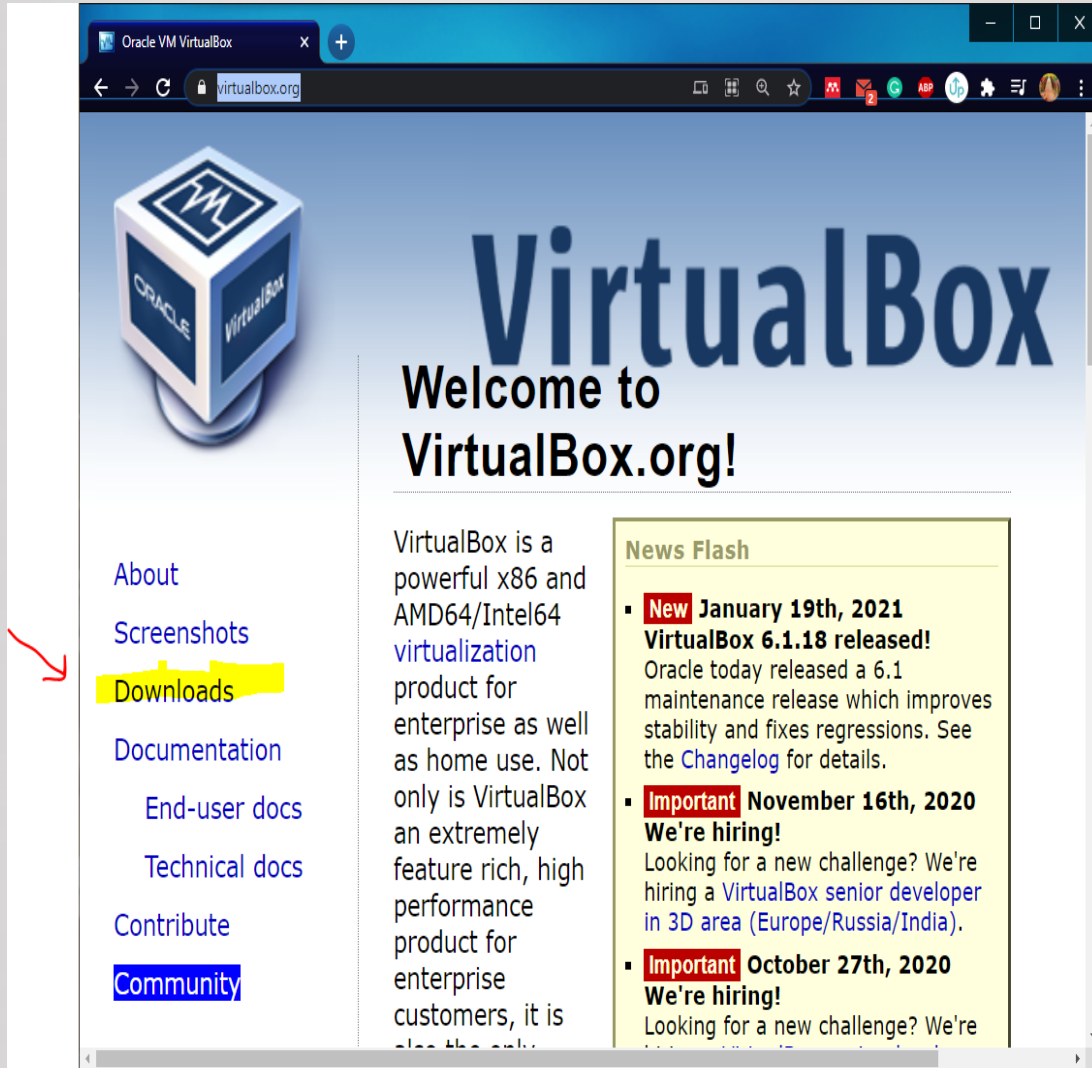 Oracle VM VirtualBox
virtualbox.org
2
G
ABP
Up
ORACLE
VirtualBox
VirtualBox
Welcome to
VirtualBox.org!
About
Screenshots
Downloads
Documentation
End-user docs
Technical docs
Contribute
Community
VirtualBox is a
powerful x86 and
AMD64/Intel64
virtualization
product for
enterprise as well
as home use. Not
only is VirtualBox
an extremely
feature rich, high
performance
product for
enterprise
customers, it is
also the only
News Flash
New January 19th, 2021
VirtualBox 6.1.18 released!
Oracle today released a 6.1
maintenance release which improves
stability and fixes regressions. See
the Changelog for details.
Important November 16th, 2020
We're hiring!
Looking for a new challenge? We're
hiring a VirtualBox senior developer
in 3D area (Europe/Russia/India).
Important October 27th, 2020
We're hiring!
Looking for a new challenge? We're